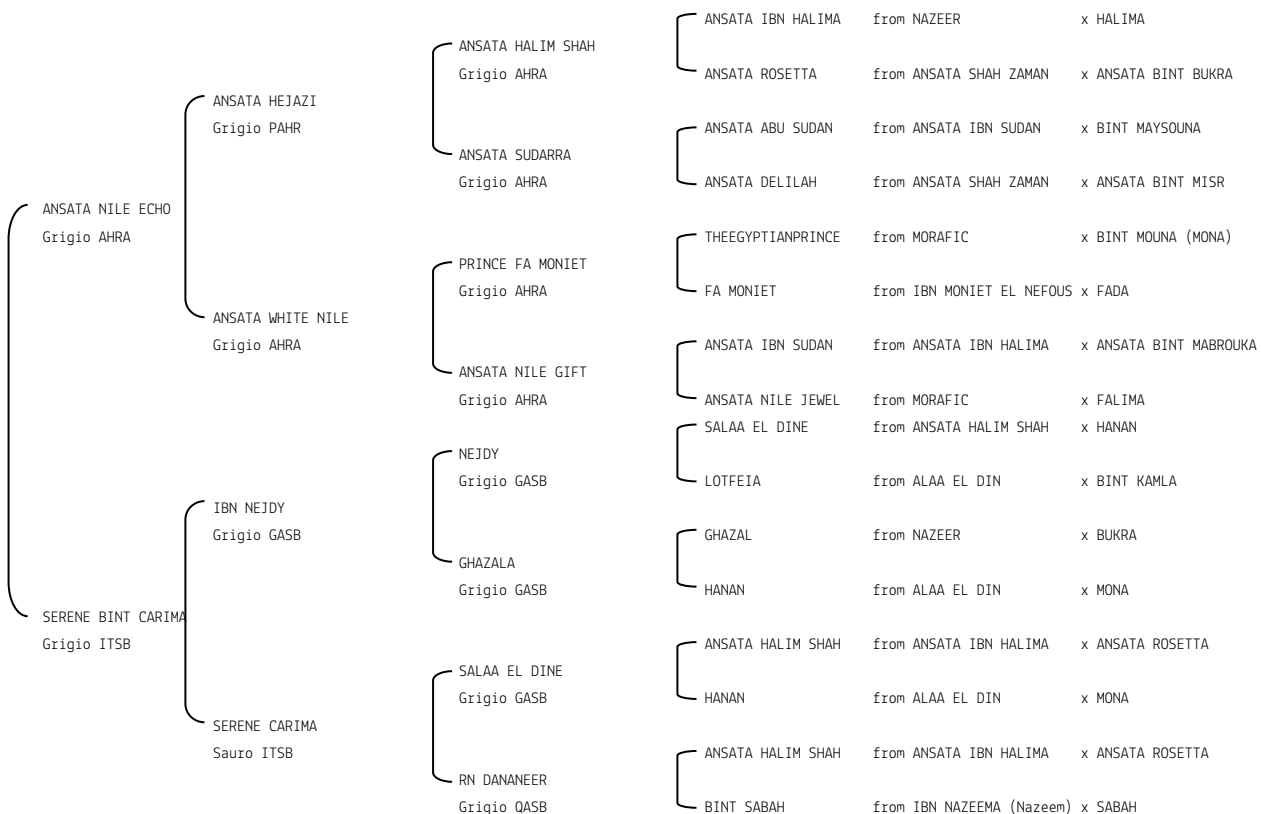 ANSATA IBN HALIMA from NAZEER x HALIMA
ANSATA HALIM SHAH
Grigio AHRA
ANSATA ROSETTA from ANSATA SHAH ZAMAN x ANSATA BINT BUKRA
ANSATA HEJAZI
Grigio PAHR
ANSATA ABU SUDAN from ANSATA IBN SUDAN x BINT MAYSOUNA
ANSATA SUDARRA
Grigio AHRA
ANSATA DELILAH from ANSATA SHAH ZAMAN x ANSATA BINT MISR
ANSATA NILE ECHO
Grigio AHRA
THEEGYPTIANPRINCE from MORAFIC x BINT MOUNA (MONA)
PRINCE FA MONIET
Grigio AHRA
FA MONIET from IBN MONIET EL NEFOUS x FADA
ANSATA WHITE NILE
Grigio AHRA
ANSATA IBN SUDAN from ANSATA IBN HALIMA x ANSATA BINT MABROUKA
ANSATA NILE GIFT
Grigio AHRA
ANSATA NILE JEWEL from MORAFIC x FALIMA
SALAA EL DINE from ANSATA HALIM SHAH x HANAN
NEJDY
Grigio GASB
LOTFEIA from ALAA EL DIN x BINT KAMLA
IBN NEJDY
Grigio GASB
GHAZAL from NAZEER x BUKRA
GHAZALA
Grigio GASB
HANAN from ALAA EL DIN x MONA
SERENE BINT CARIMA
Grigio ITSB
ANSATA HALIM SHAH from ANSATA IBN HALIMA x ANSATA ROSETTA
SALAA EL DINE
Grigio GASB
HANAN from ALAA EL DIN x MONA
SERENE CARIMA
Sauro ITSB
ANSATA HALIM SHAH from ANSATA IBN HALIMA x ANSATA ROSETTA
RN DANANEER
Grigio QASB
BINT SABAH from IBN NAZEEMA (Nazeem) x SABAH